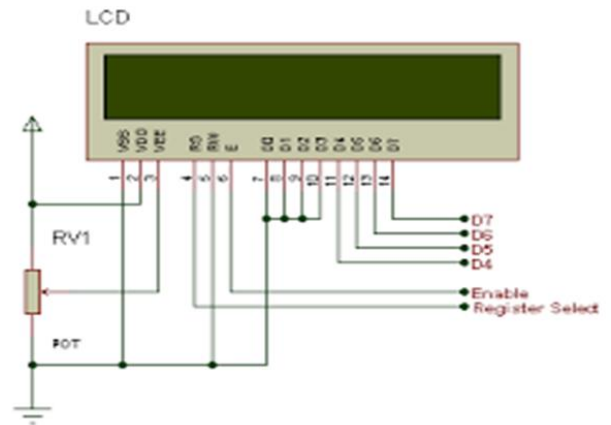 LCD
VSS VDD VEE RS RW E D0 D1 D2 D3 D4 D5 D6 D7
1 2 3 4 5 6 7 8 9 10 11 12 13 14
D7
D6
D5
D4
Enable
Register Select
RV1
POT